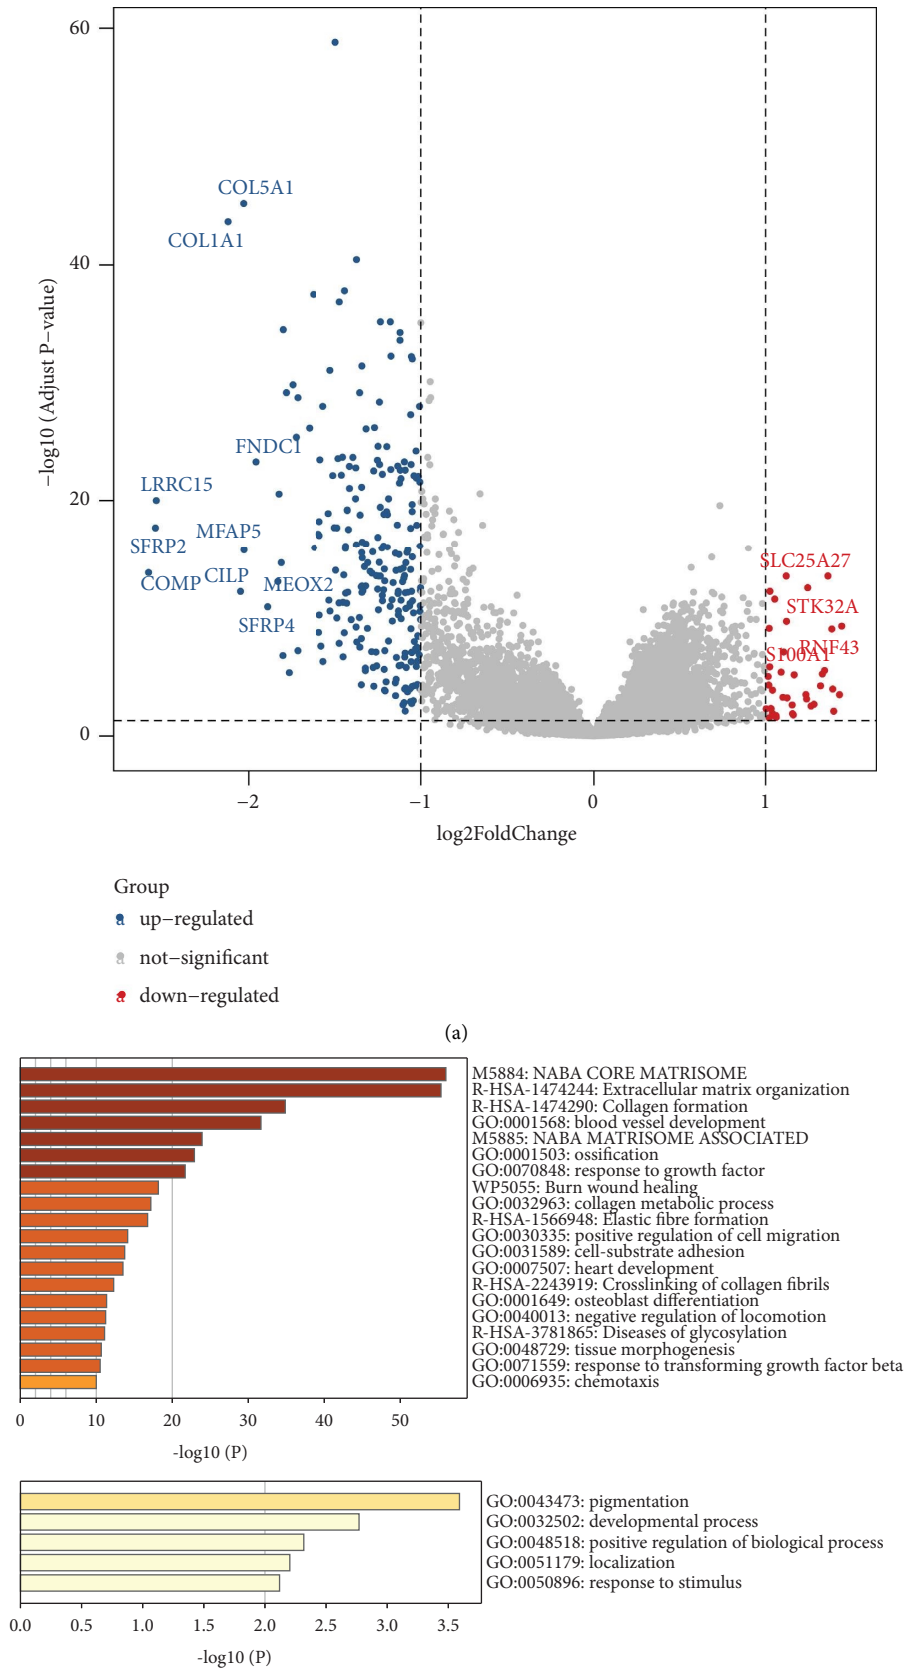 60
40
20
0
−log10 (Adjust P−value)
COL5A1
COL1A1
FNDC1
LRRC15
SFRP2
MFAP5
COMP
CILP
MEOX2
SFRP4
SLC25A27
STK32A
RNF43
S100A1
−2
−1
0
1
log2FoldChange
Group
a up−regulated
a not−significant
a down−regulated
(a)
M5884: NABA CORE MATRISOME
R-HSA-1474244: Extracellular matrix organization
R-HSA-1474290: Collagen formation
GO:0001568: blood vessel development
M5885: NABA MATRISOME ASSOCIATED
GO:0001503: ossification
GO:0070848: response to growth factor
WP5055: Burn wound healing
GO:0032963: collagen metabolic process
R-HSA-1566948: Elastic fibre formation
GO:0030335: positive regulation of cell migration
GO:0031589: cell-substrate adhesion
GO:0007507: heart development
R-HSA-2243919: Crosslinking of collagen fibrils
GO:0001649: osteoblast differentiation
GO:0040013: negative regulation of locomotion
R-HSA-3781865: Diseases of glycosylation
GO:0048729: tissue morphogenesis
GO:0071559: response to transforming growth factor beta
GO:0006935: chemotaxis
0 10 20 30 40 50
-log10 (P)
GO:0043473: pigmentation
GO:0032502: developmental process
GO:0048518: positive regulation of biological process
GO:0051179: localization
GO:0050896: response to stimulus
0.0 0.5 1.0 1.5 2.0 2.5 3.0 3.5
-log10 (P)